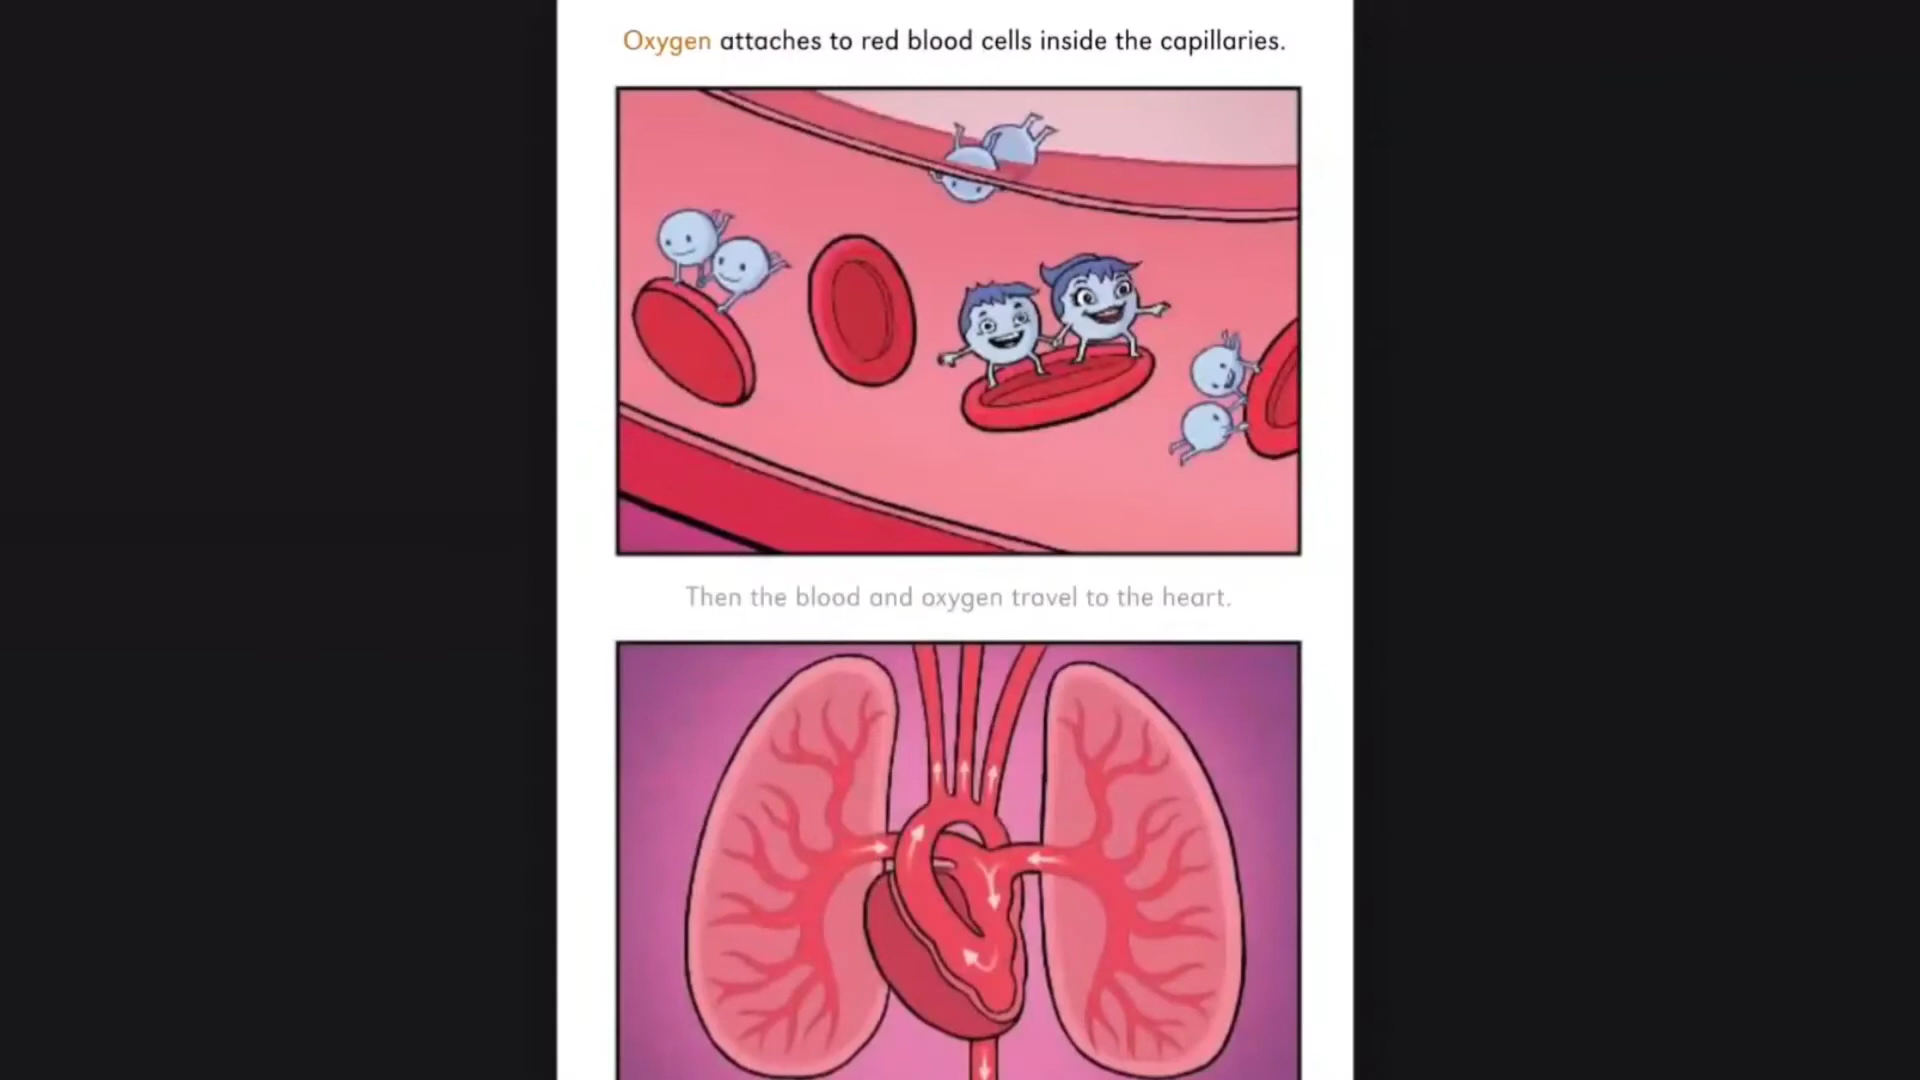 Oxygen attaches to red blood cells inside the capillaries.
Then the blood and oxygen travel to the heart.